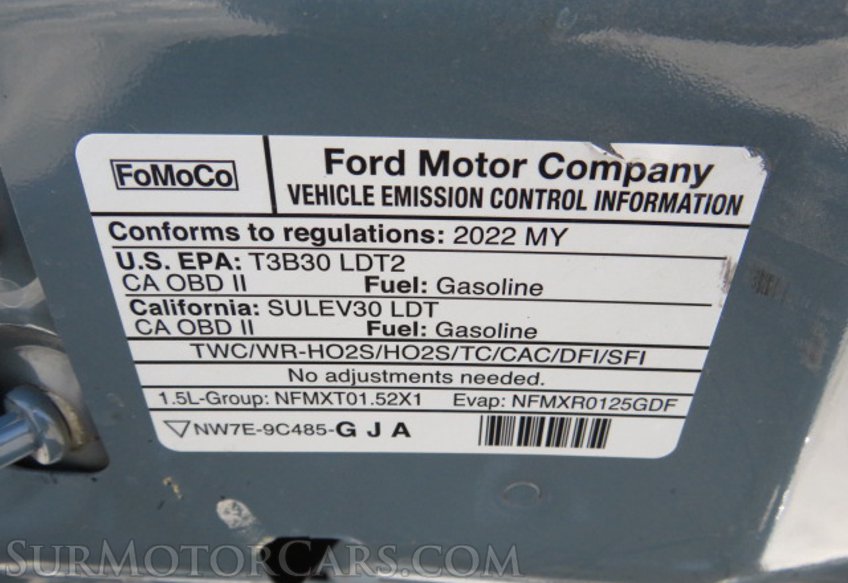 FoMoCo
Ford Motor Company
VEHICLE EMISSION CONTROL INFORMATION
Conforms to regulations: 2022 MY
U.S. EPA: T3B30 LDT2
CA OBD II Fuel: Gasoline
California: SULEV30 LDT
CA OBD II Fuel: Gasoline
TWC/WR-HO2S/HO2S/TC/CAC/DFI/SFI
No adjustments needed.
1.5L-Group: NFMXT01.52X1 Evap: NFMXR0125GDF
NW7E-9C485-G J A
SurMotorCars.com